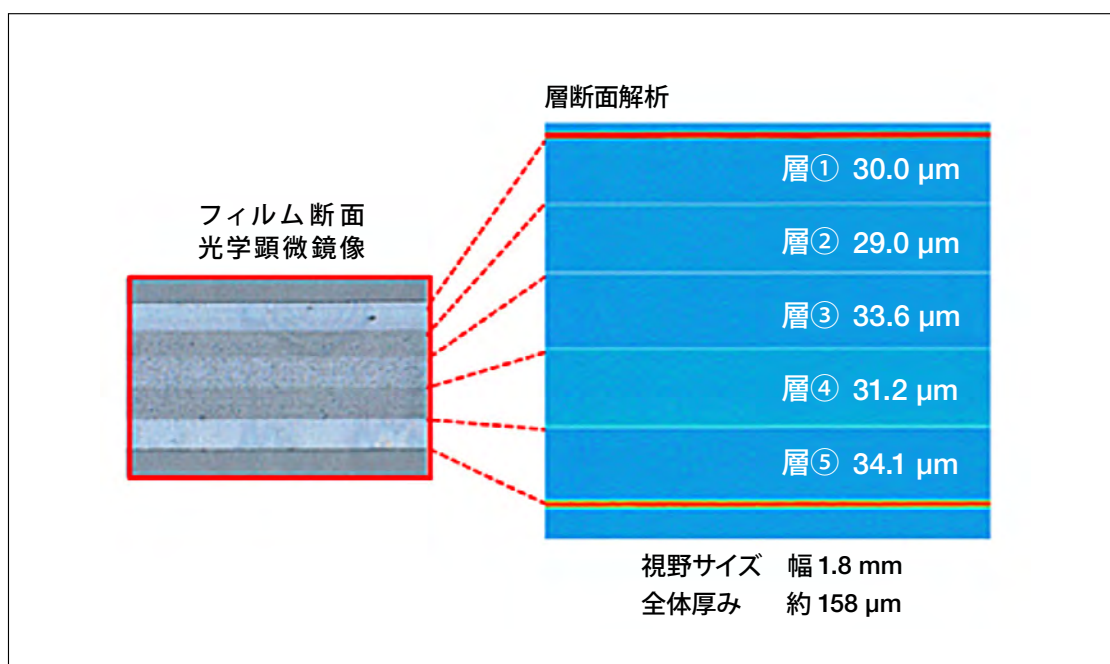 層断面解析
層① 30.0 µm
層② 29.0 µm
層③ 33.6 µm
層④ 31.2 µm
層⑤ 34.1 µm
フィルム断面
光学顕微鏡像
視野サイズ 幅 1.8 mm
全体厚み 約 158 µm